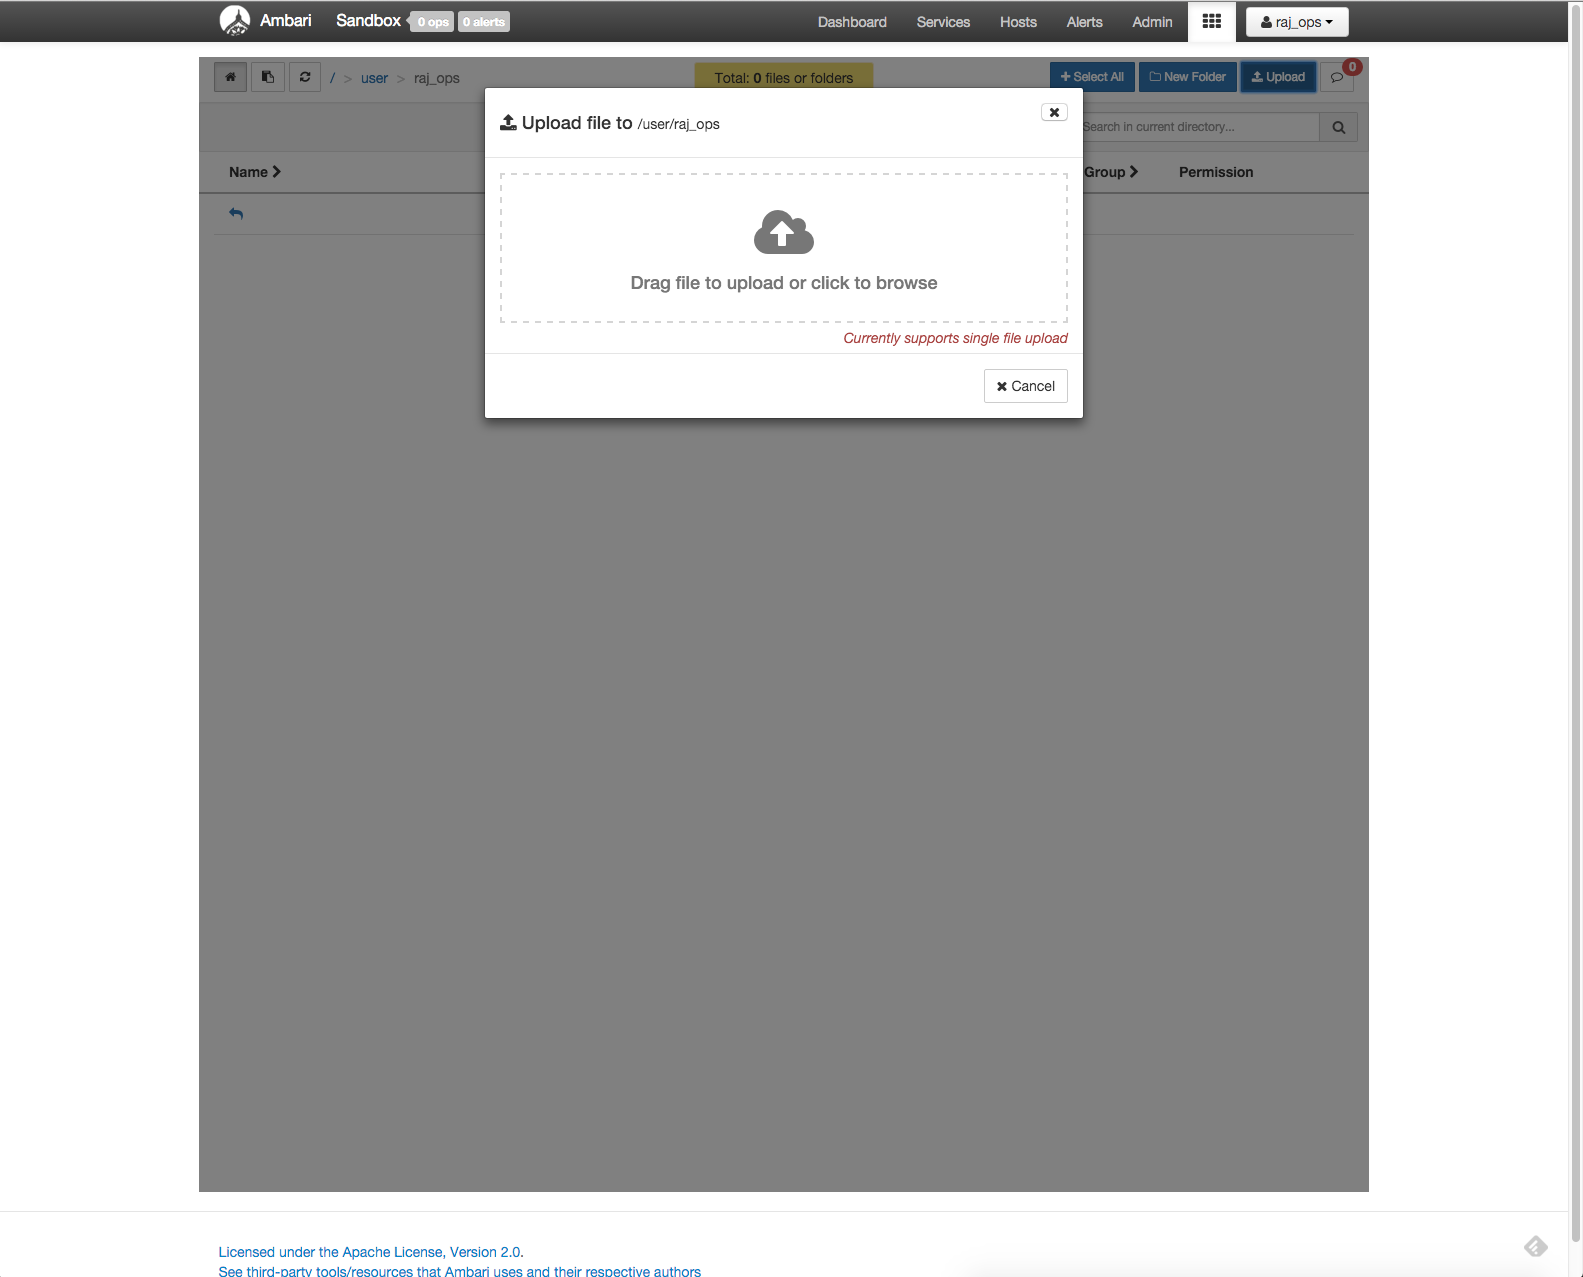 Ambari Sandbox 0 ops 0 alerts Dashboard Services Hosts Alerts Admin raj_ops
/ > user > raj_ops Total: 0 files or folders Select All New Folder Upload 0
Upload file to /user/raj_ops
Search in current directory...
Name Group Permission
Drag file to upload or click to browse
Currently supports single file upload
Cancel
Licensed under the Apache License, Version 2.0.
See third-party tools/resources that Ambari uses and their respective authors